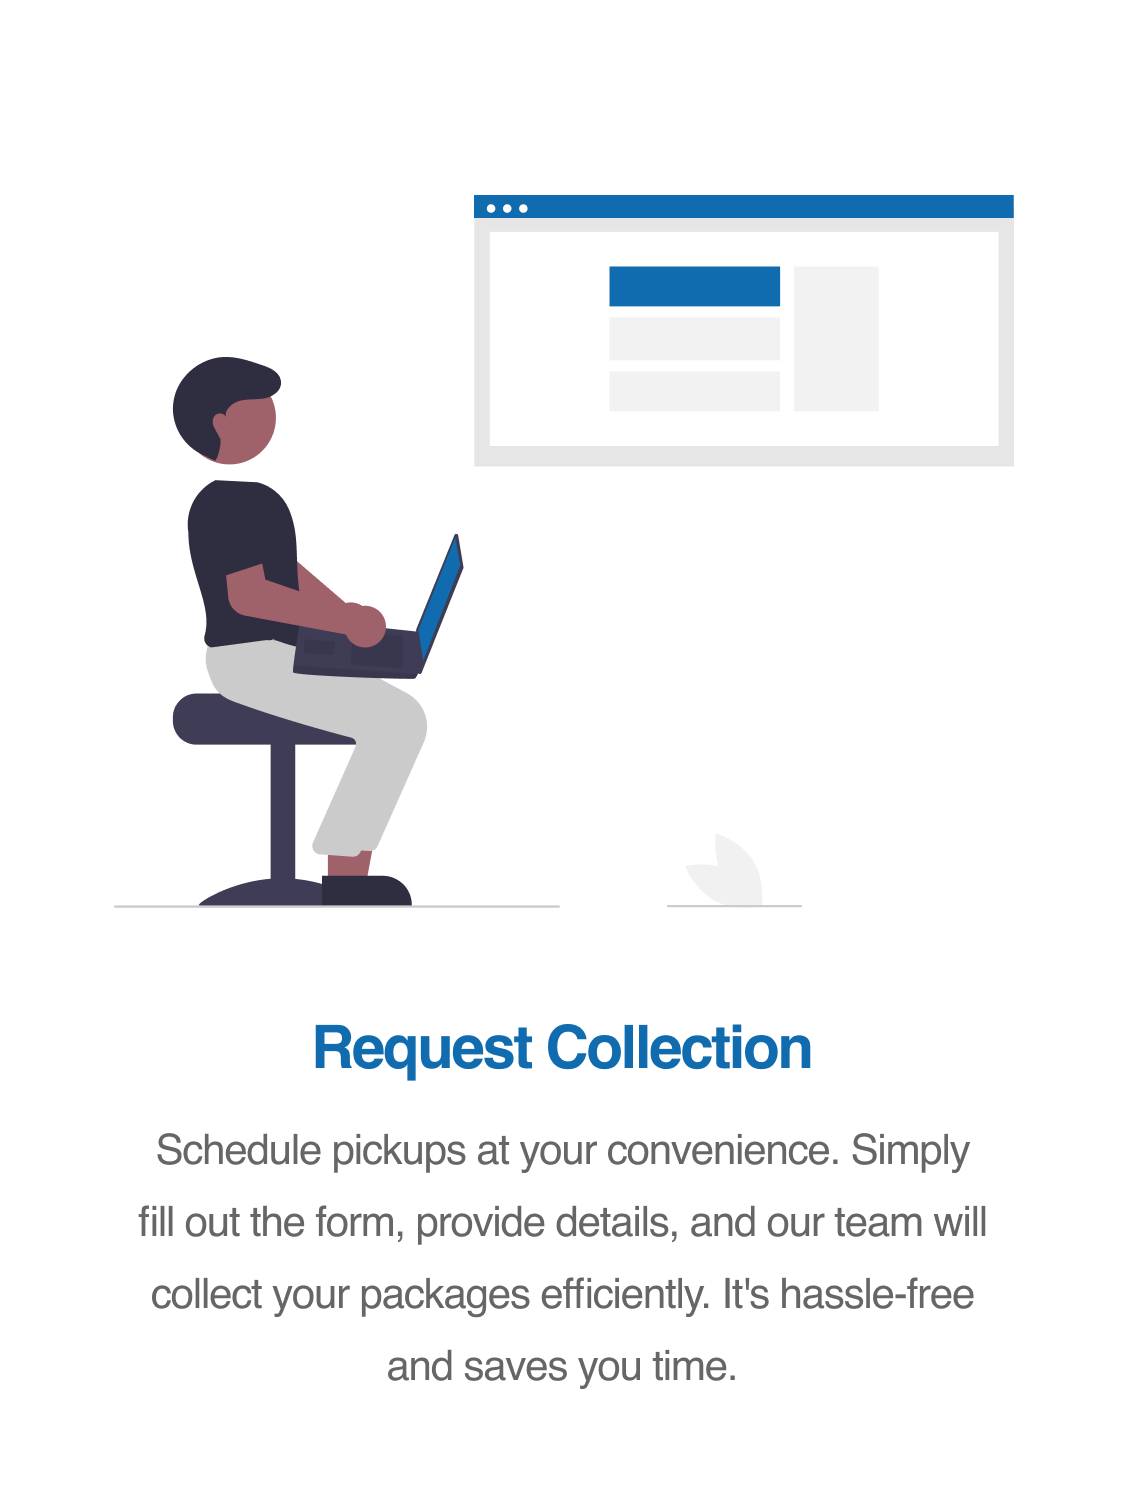 Request Collection
Schedule pickups at your convenience. Simply
fill out the form, provide details, and our team will
collect your packages efficiently. It's hassle-free
and saves you time.